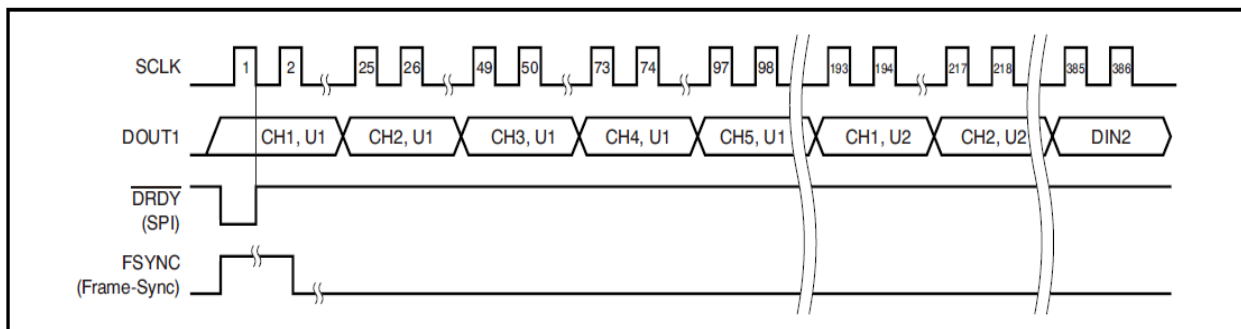 SCLK 1 2 25 26 49 50 73 74 97 98 193 194 217 218 385 386
DOUT1 CH1, U1 CH2, U1 CH3, U1 CH4, U1 CH5, U1 CH1, U2 CH2, U2 DIN2
DRDY
(SPI)
FSYNC
(Frame-Sync)